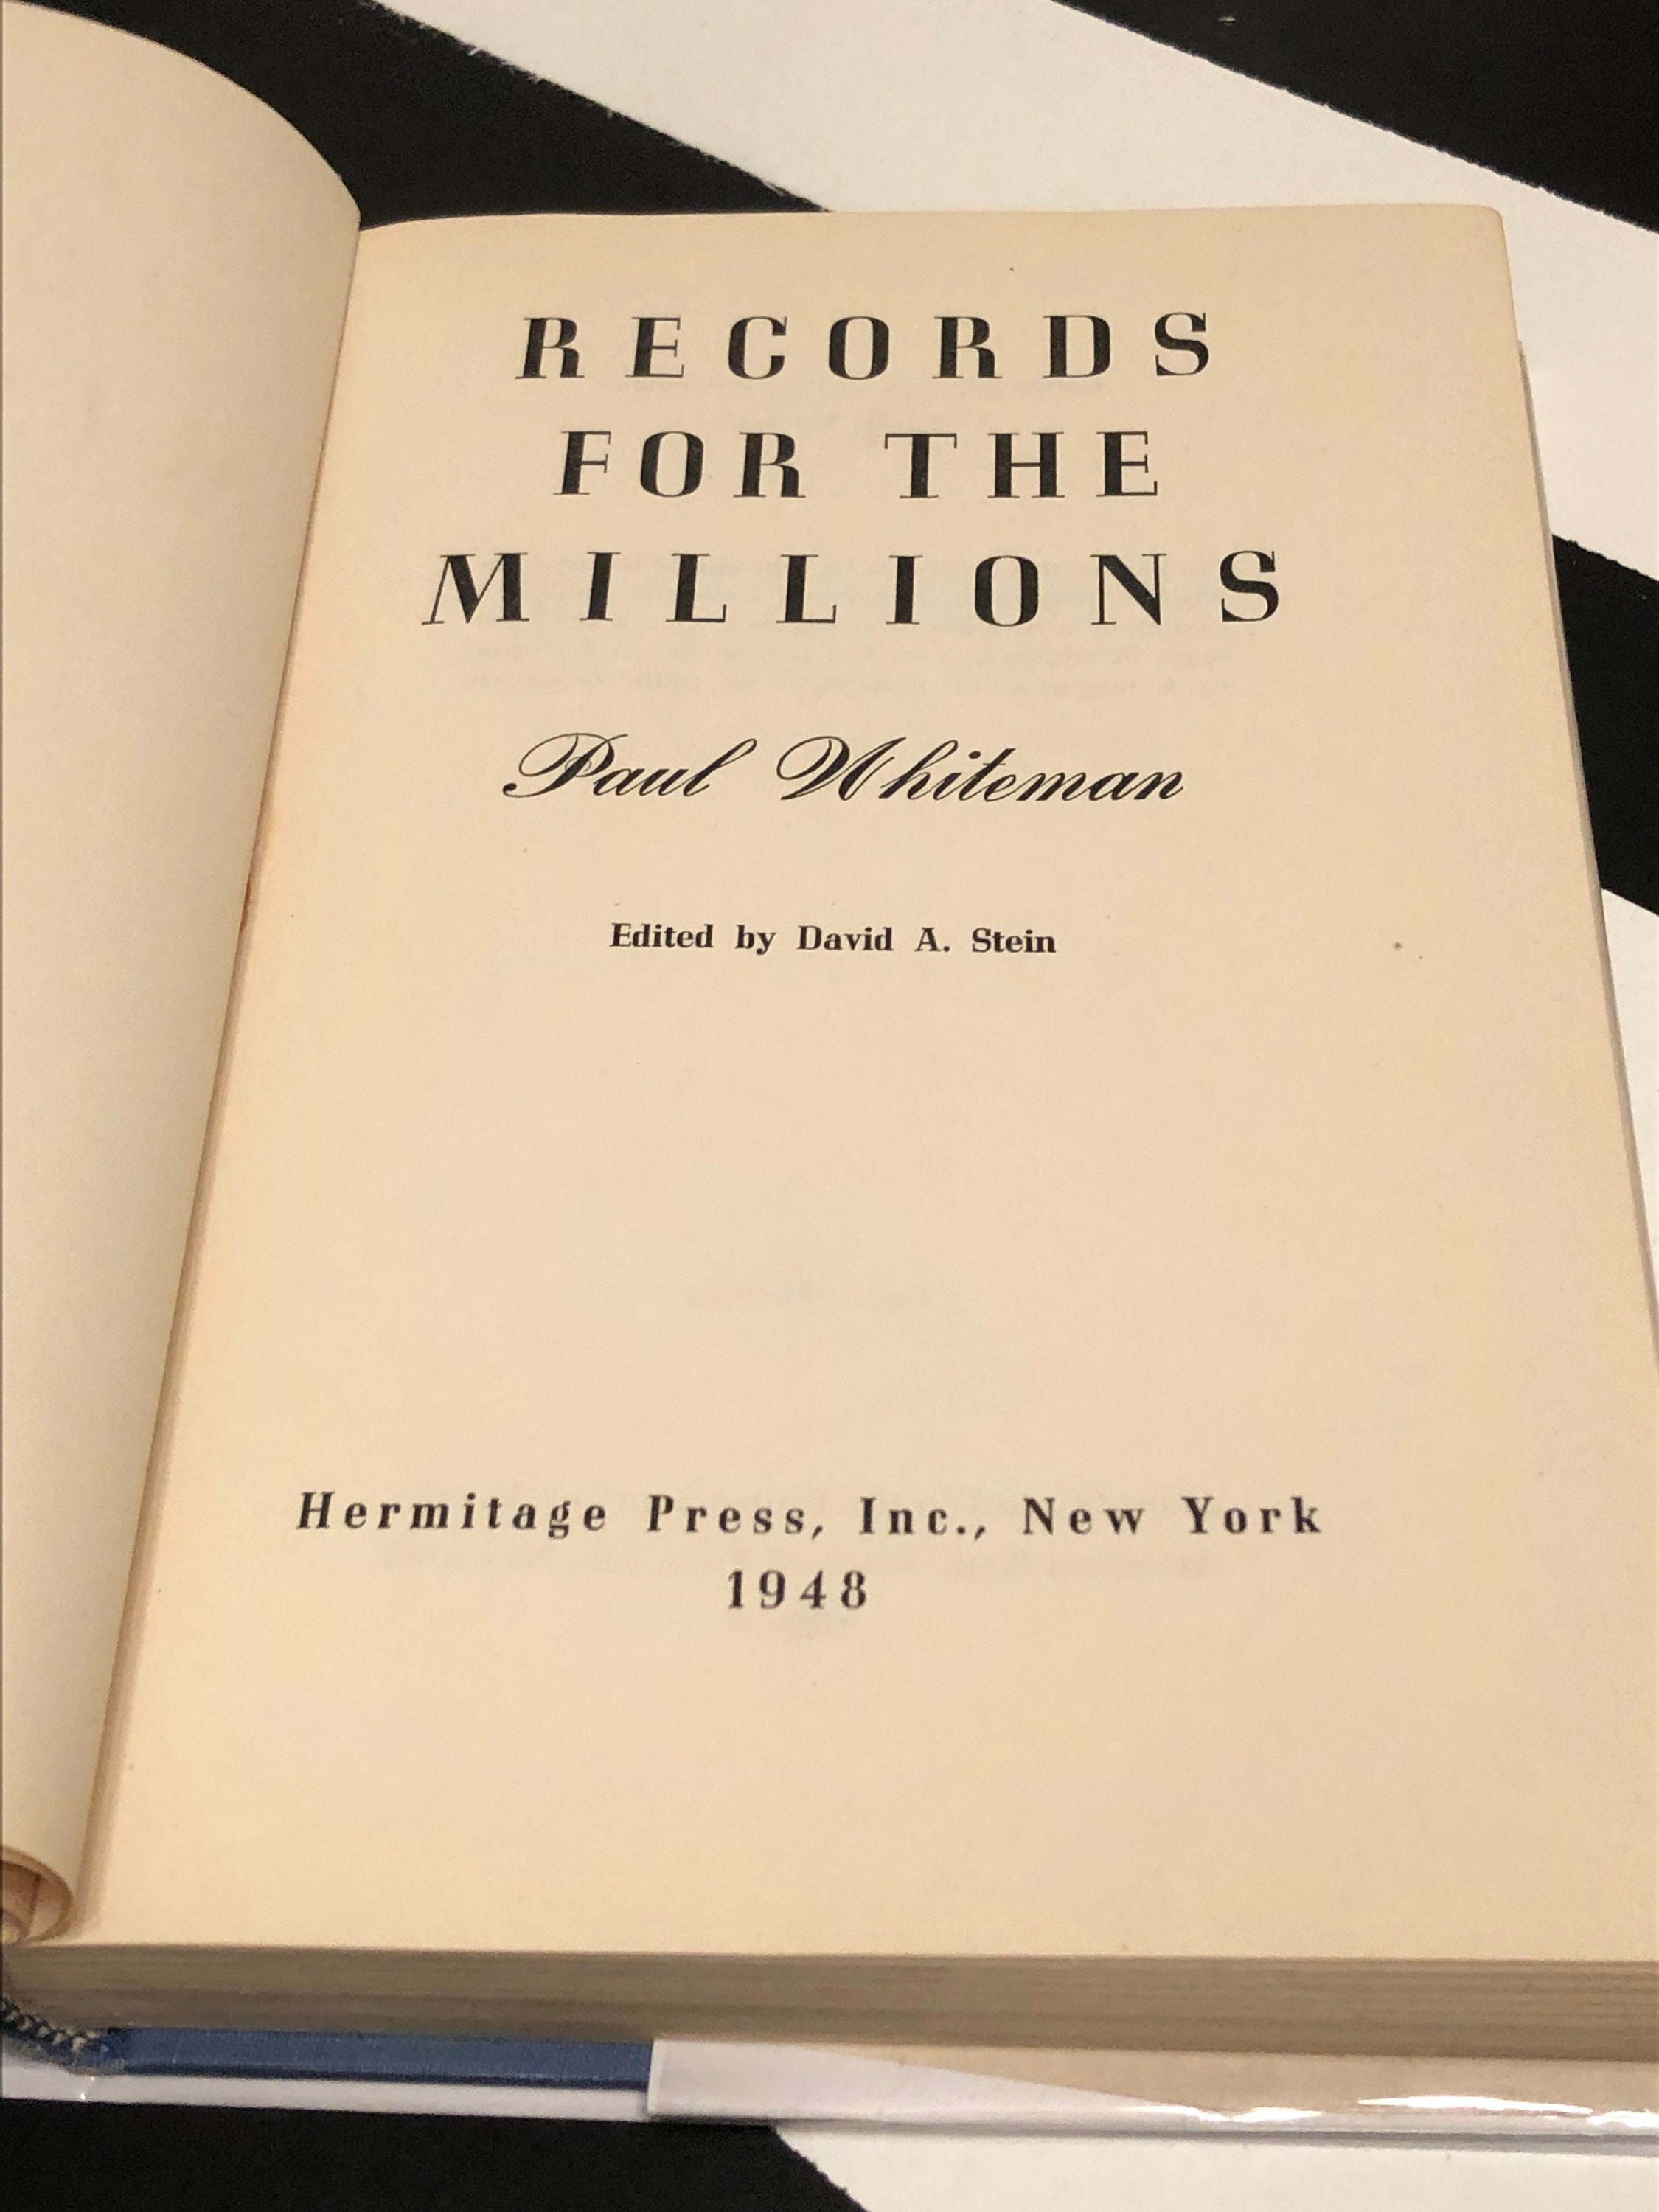 RECORDS
FOR THE
MILLIONS
Paul Whiteman
Edited by David A. Stein
Hermitage Press, Inc., New York
1948